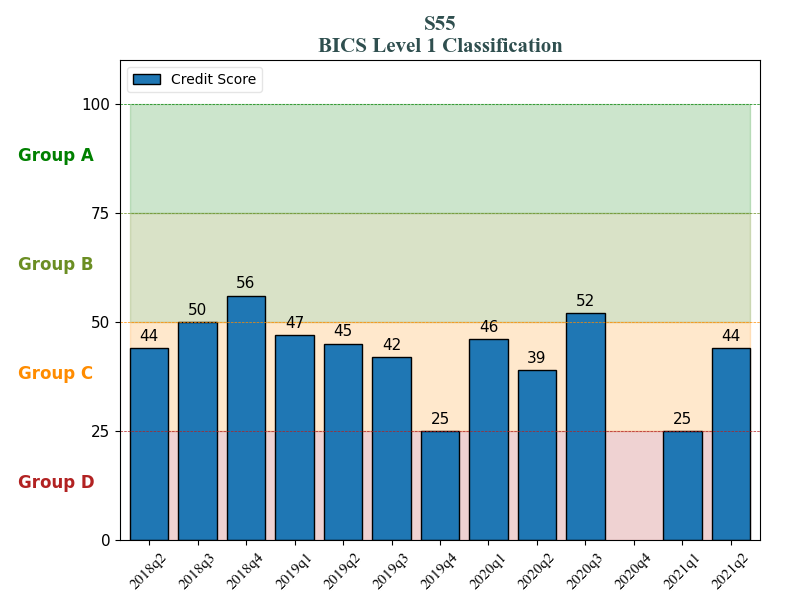 S55
BICS Level 1 Classification
Credit Score
100
Group A
75
Group B
56
52
50
50
47
46
45
44
44
42
39
Group C
25
25
25
Group D
0
2018q2
2018q3
2018q4
2019q1
2019q2
2019q3
2019q4
2020q1
2020q2
2020q3
2020q4
2021q1
2021q2